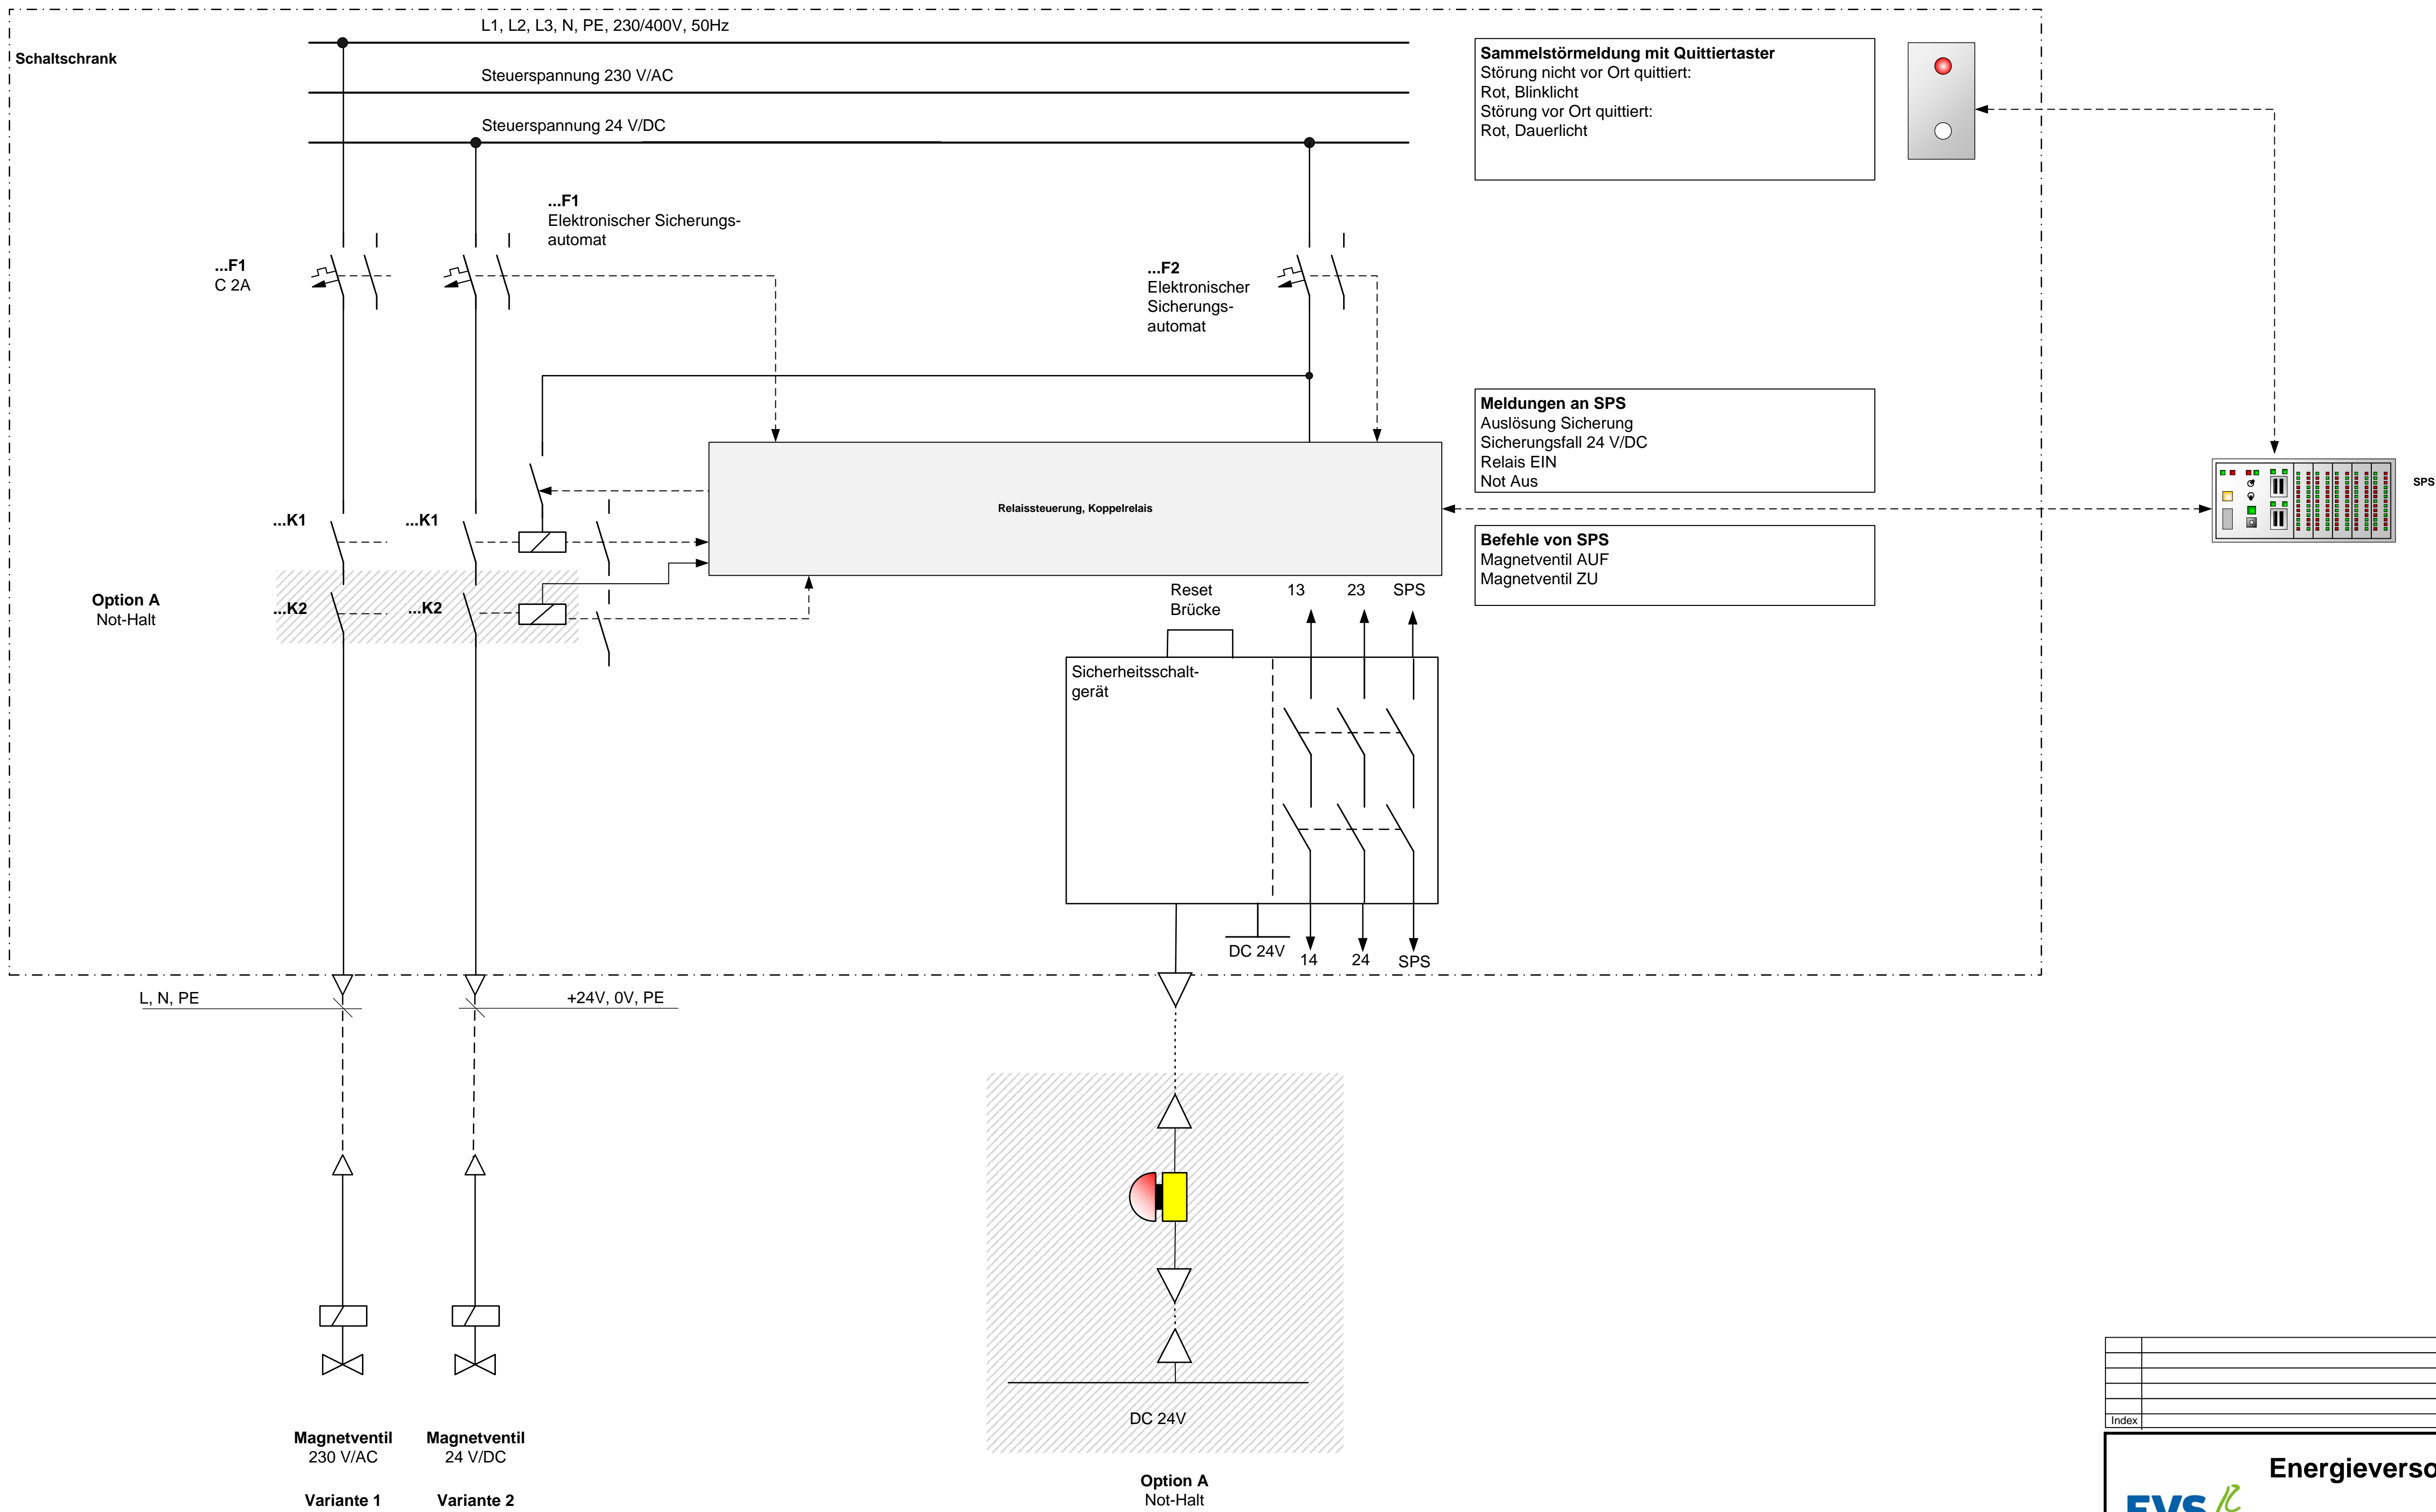 L1, L2, L3, N, PE, 230/400V, 50Hz
Schaltschrank
Steuerspannung 230 V/AC
Steuerspannung 24 V/DC
Sammelstörmeldung mit Quittiertaster
Störung nicht vor Ort quittiert:
Rot, Blinklicht
Störung vor Ort quittiert:
Rot, Dauerlicht
...F1
Elektronischer Sicherungs-
automat
...F1
C 2A
...F2
Elektronischer
Sicherungs-
automat
Meldungen an SPS
Auslösung Sicherung
Sicherungsfall 24 V/DC
Relais EIN
Not Aus
SPS
Relaissteuerung, Koppelrelais
...K1
...K1
Befehle von SPS
Magnetventil AUF
Magnetventil ZU
Option A
Not-Halt
...K2
...K2
Reset
Brücke
13
23
SPS
Sicherheitsschalt-
gerät
DC 24V
14
24
SPS
L, N, PE
+24V, 0V, PE
DC 24V
Magnetventil
230 V/AC
Variante 1
Magnetventil
24 V/DC
Variante 2
Option A
Not-Halt
Index
Energieverso
EVS